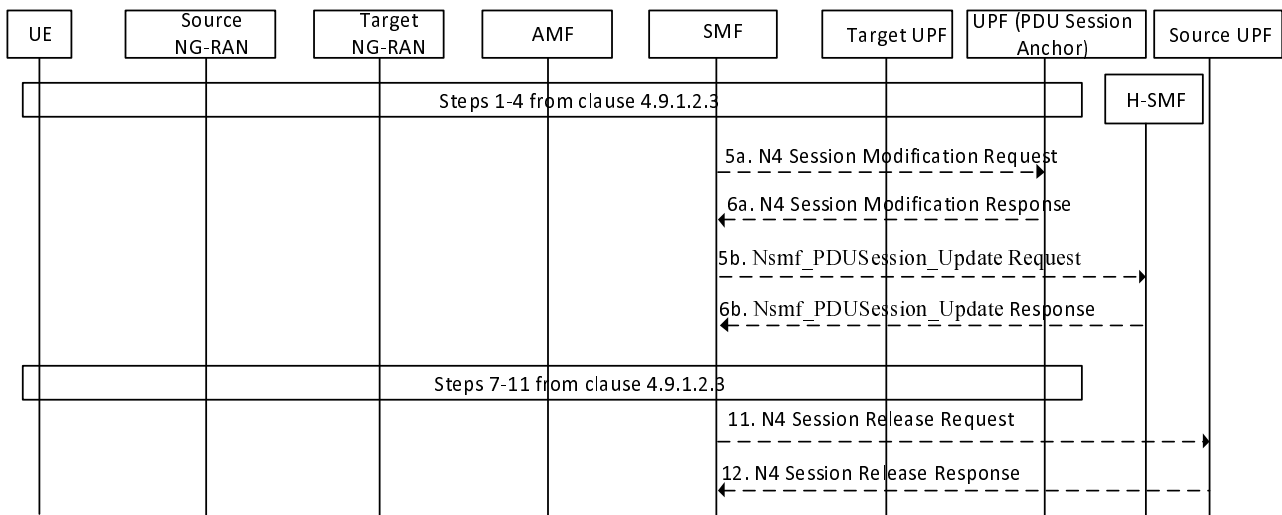 UE
Source
NG-RAN
Target
NG-RAN
AMF
SMF
Target UPF
UPF (PDU Session
Anchor)
Source UPF
Steps 1-4 from clause 4.9.1.2.3
H-SMF
5a. N4 Session Modification Request
6a. N4 Session Modification Response
5b. Nsmf_PDUSession_Update Request
6b. Nsmf_PDUSession_Update Response
Steps 7-11 from clause 4.9.1.2.3
11. N4 Session Release Request
12. N4 Session Release Response